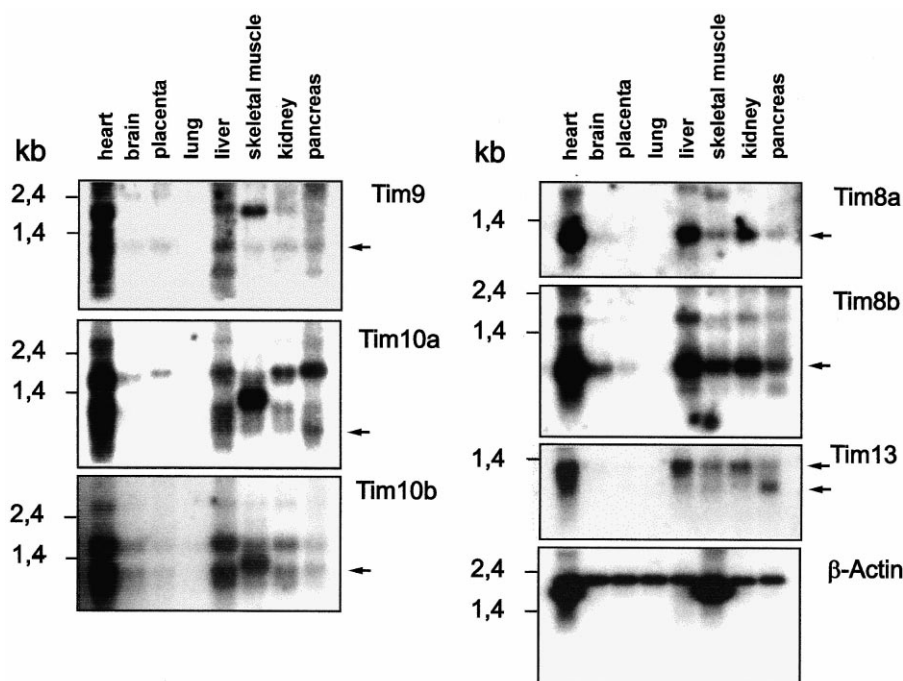 kb
heart
brain
placenta
lung
liver
skeletal muscle
kidney
pancreas
2,4
1,4
Tim9
2,4
1,4
Tim10a
2,4
1,4
Tim10b
kb
heart
brain
placenta
lung
liver
skeletal muscle
kidney
pancreas
1,4
Tim8a
2,4
1,4
Tim8b
1,4
Tim13
2,4
1,4
β-Actin